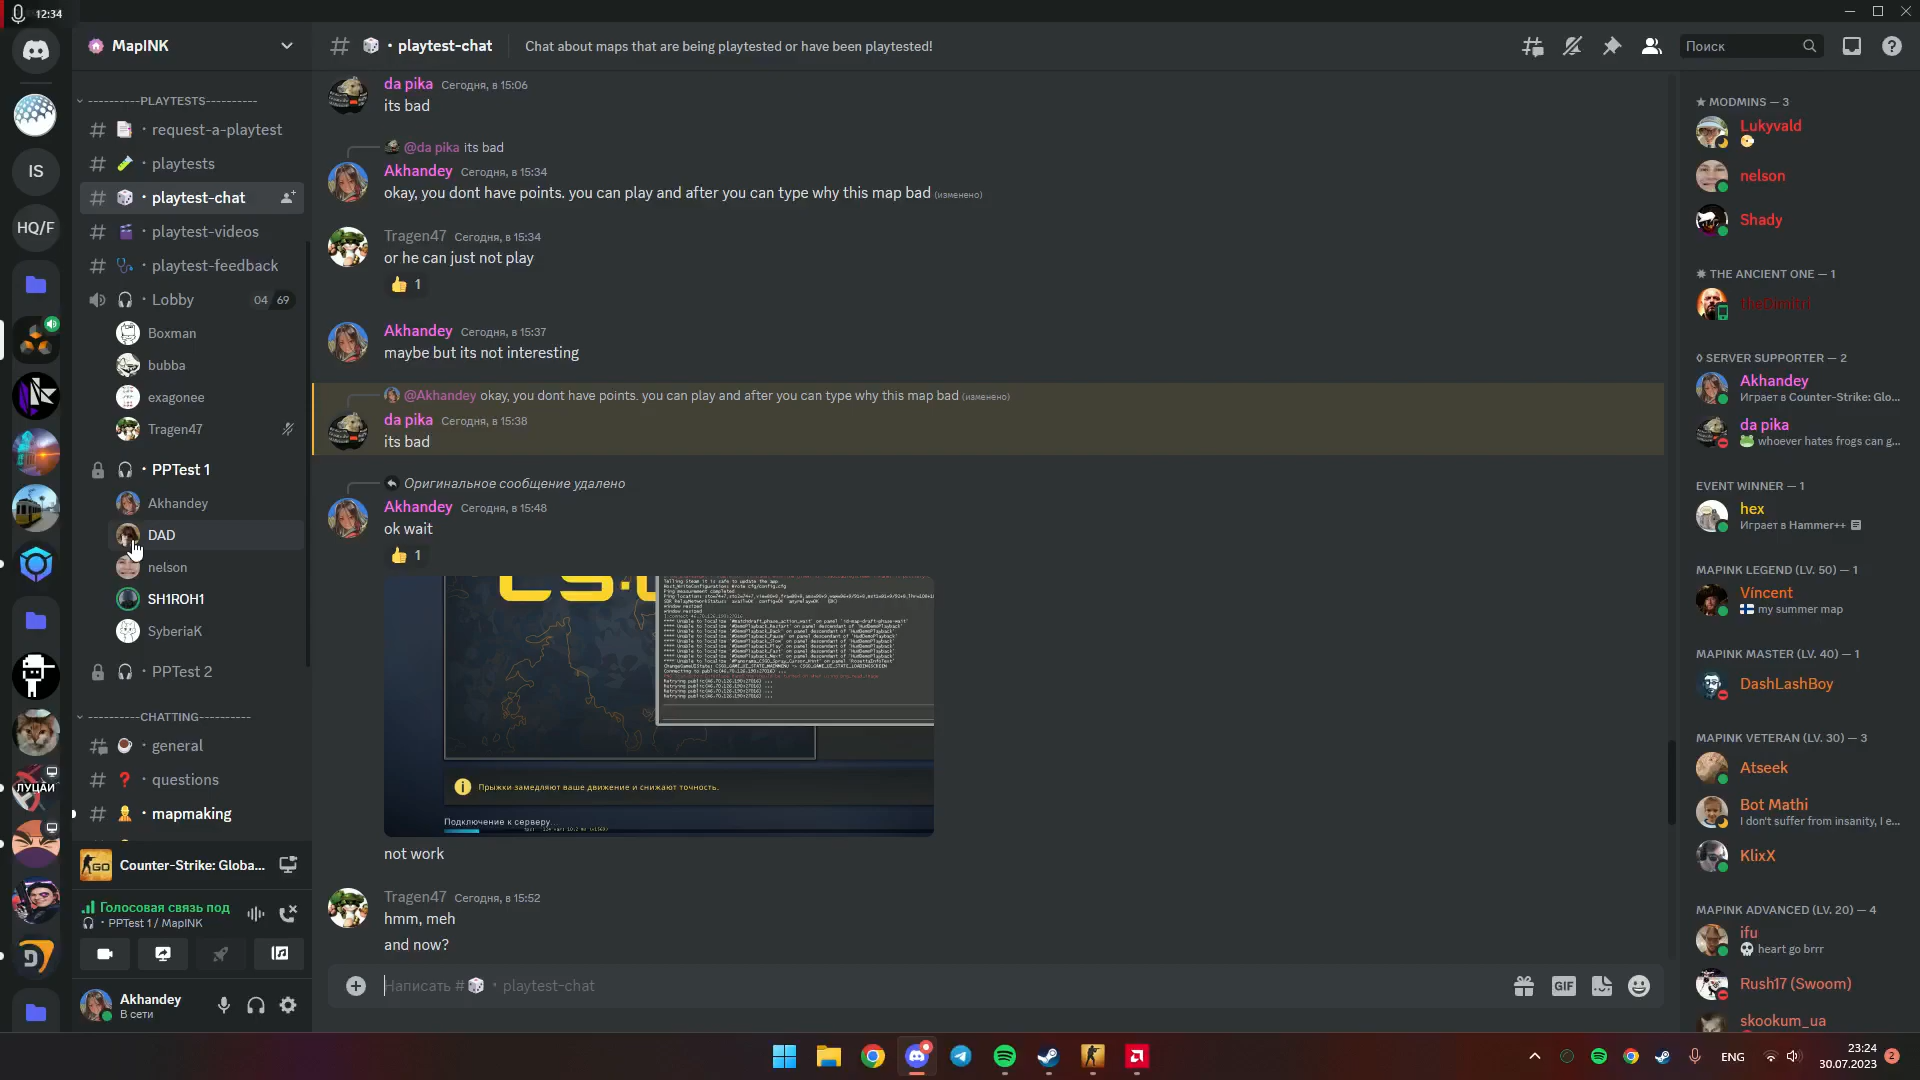 12:34
MapINK
----------PLAYTESTS----------
request-a-playtest
playtests
playtest-chat
playtest-videos
playtest-feedback
Lobby 04 69
Boxman
bubba
exagonee
Tragen47
PPTest 1
Akhandey
DAD
nelson
SH1ROH1
SyberiaK
PPTest 2
----------CHATTING----------
general
questions
mapmaking
Counter-Strike: Globa...
Голосовая связь под
PPTest 1 / MapINK
Akhandey
В сети
IS
HQ/F
ЛУЦАЙ
playtest-chat
Chat about maps that are being playtested or have been playtested!
Поиск
da pika Сегодня, в 15:06
its bad
@da pika its bad
Akhandey Сегодня, в 15:34
okay, you dont have points. you can play and after you can type why this map bad (изменено)
Tragen47 Сегодня, в 15:34
or he can just not play
1
Akhandey Сегодня, в 15:37
maybe but its not interesting
@Akhandey okay, you dont have points. you can play and after you can type why this map bad (изменено)
da pika Сегодня, в 15:38
its bad
Оригинальное сообщение удалено
Akhandey Сегодня, в 15:48
ok wait
1
Прыжки замедляют ваше движение и снижают точность.
Подключение к серверу...
not work
Tragen47 Сегодня, в 15:52
hmm, meh
and now?
Написать # playtest-chat
GIF
MODMINS — 3
Lukyvald
nelson
Shady
THE ANCIENT ONE — 1
theDimitri
SERVER SUPPORTER — 2
Akhandey
Играет в Counter-Strike: Glo...
da pika
whoever hates frogs can g...
EVENT WINNER — 1
hex
Играет в Hammer++
MAPINK LEGEND (LV. 50) — 1
Víncent
my summer map
MAPINK MASTER (LV. 40) — 1
DashLashBoy
MAPINK VETERAN (LV. 30) — 3
Atseek
Bot Mathi
I don't suffer from insanity, I e...
KlixX
MAPINK ADVANCED (LV. 20) — 4
ifu
heart go brrr
Rush17 (Swoom)
skookum_ua
ENG
23:24
30.07.2023
2